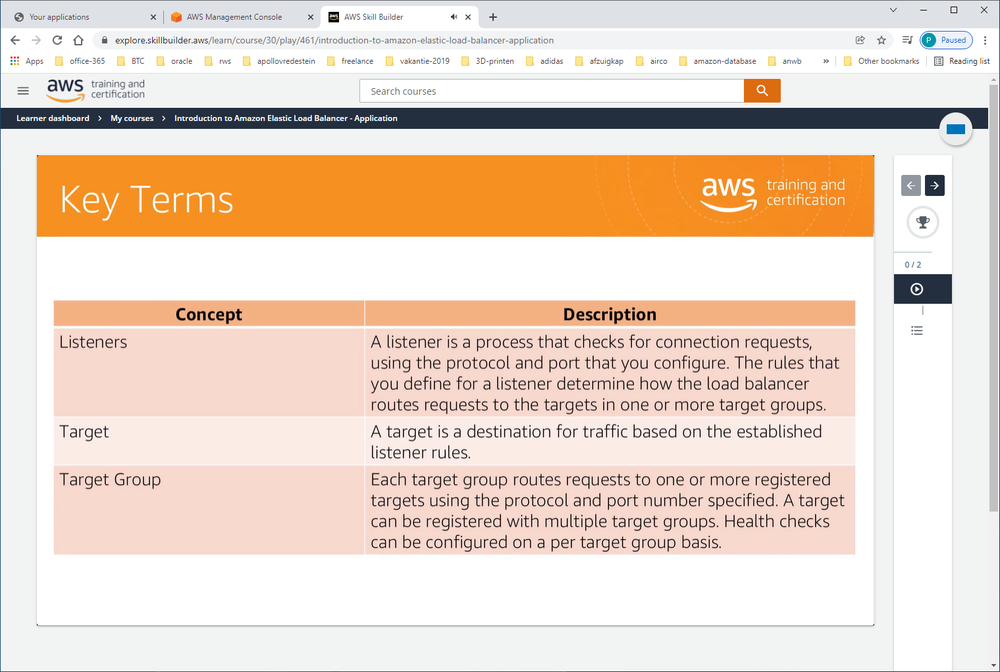 Your applications
AWS Management Console
AWS Skill Builder
explore.skillbuilder.aws/learn/course/30/play/461/introduction-to-amazon-elastic-load-balancer-application
P Paused
Apps office-365 BTC oracle rws apollovredestein freelance vakantie-2019 3D-printen adidas afzuigkap airco amazon-database anwb » Other bookmarks Reading list
aws training and
certification
Search courses
Learner dashboard > My courses > Introduction to Amazon Elastic Load Balancer - Application
Key Terms
aws training and
certification
0 / 2
Concept Description
Listeners
A listener is a process that checks for connection requests,
using the protocol and port that you configure. The rules that
you define for a listener determine how the load balancer
routes requests to the targets in one or more target groups.
Target
A target is a destination for traffic based on the established
listener rules.
Target Group
Each target group routes requests to one or more registered
targets using the protocol and port number specified. A target
can be registered with multiple target groups. Health checks
can be configured on a per target group basis.